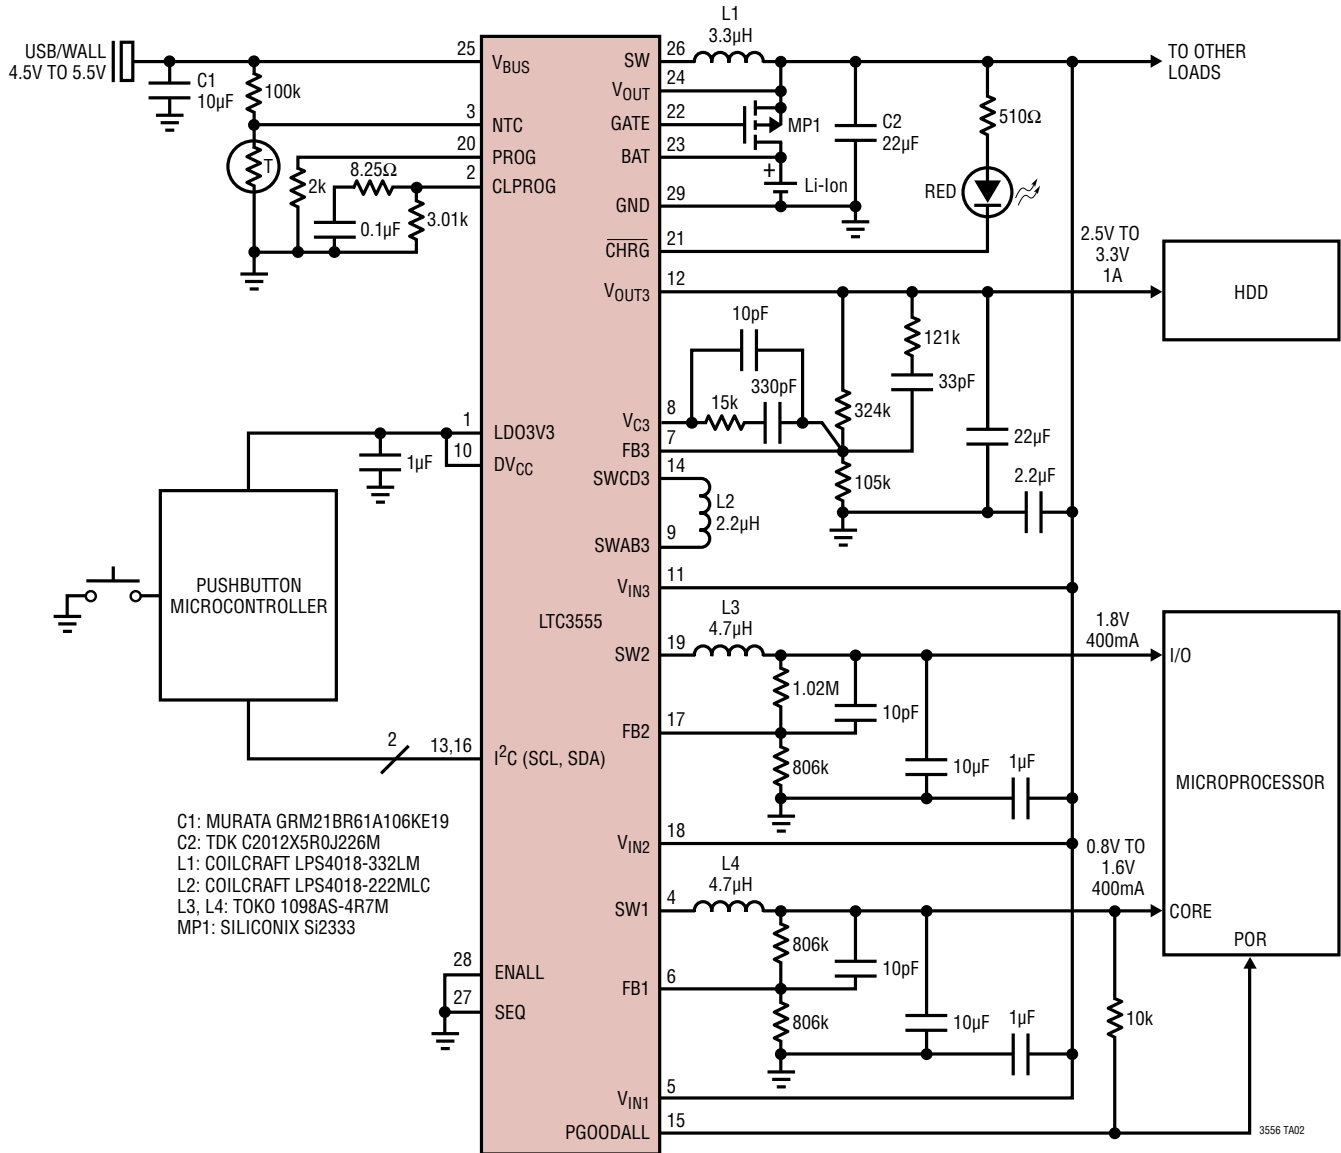 USB/WALL
4.5V TO 5.5V
C1
10µF
100k
T
2k
8.25Ω
0.1µF
3.01k
25
VBUS
3
NTC
20
PROG
2
CLPROG
L1
3.3µH
26
SW
24
VOUT
22
GATE
23
BAT
29
GND
21
CHRG
MP1
+
Li-Ion
C2
22µF
510Ω
RED
TO OTHER
LOADS
12
VOUT3
2.5V TO
3.3V
1A
HDD
10pF
330pF
15k
8
VC3
7
FB3
121k
33pF
324k
105k
22µF
2.2µF
14
SWCD3
L2
2.2µH
9
SWAB3
11
VIN3
1
LDO3V3
10
DVCC
1µF
PUSHBUTTON
MICROCONTROLLER
2
13,16
I2C (SCL, SDA)
LTC3555
L3
4.7µH
19
SW2
1.8V
400mA
I/O
1.02M
10pF
17
FB2
806k
10µF
1µF
MICROPROCESSOR
18
VIN2
L4
4.7µH
0.8V TO
1.6V
400mA
4
SW1
CORE
POR
806k
10pF
6
FB1
806k
10µF
1µF
10k
5
VIN1
15
PGOODALL
C1: MURATA GRM21BR61A106KE19
C2: TDK C2012X5R0J226M
L1: COILCRAFT LPS4018-332LM
L2: COILCRAFT LPS4018-222MLC
L3, L4: TOKO 1098AS-4R7M
MP1: SILICONIX Si2333
28
ENALL
27
SEQ
3556 TA02